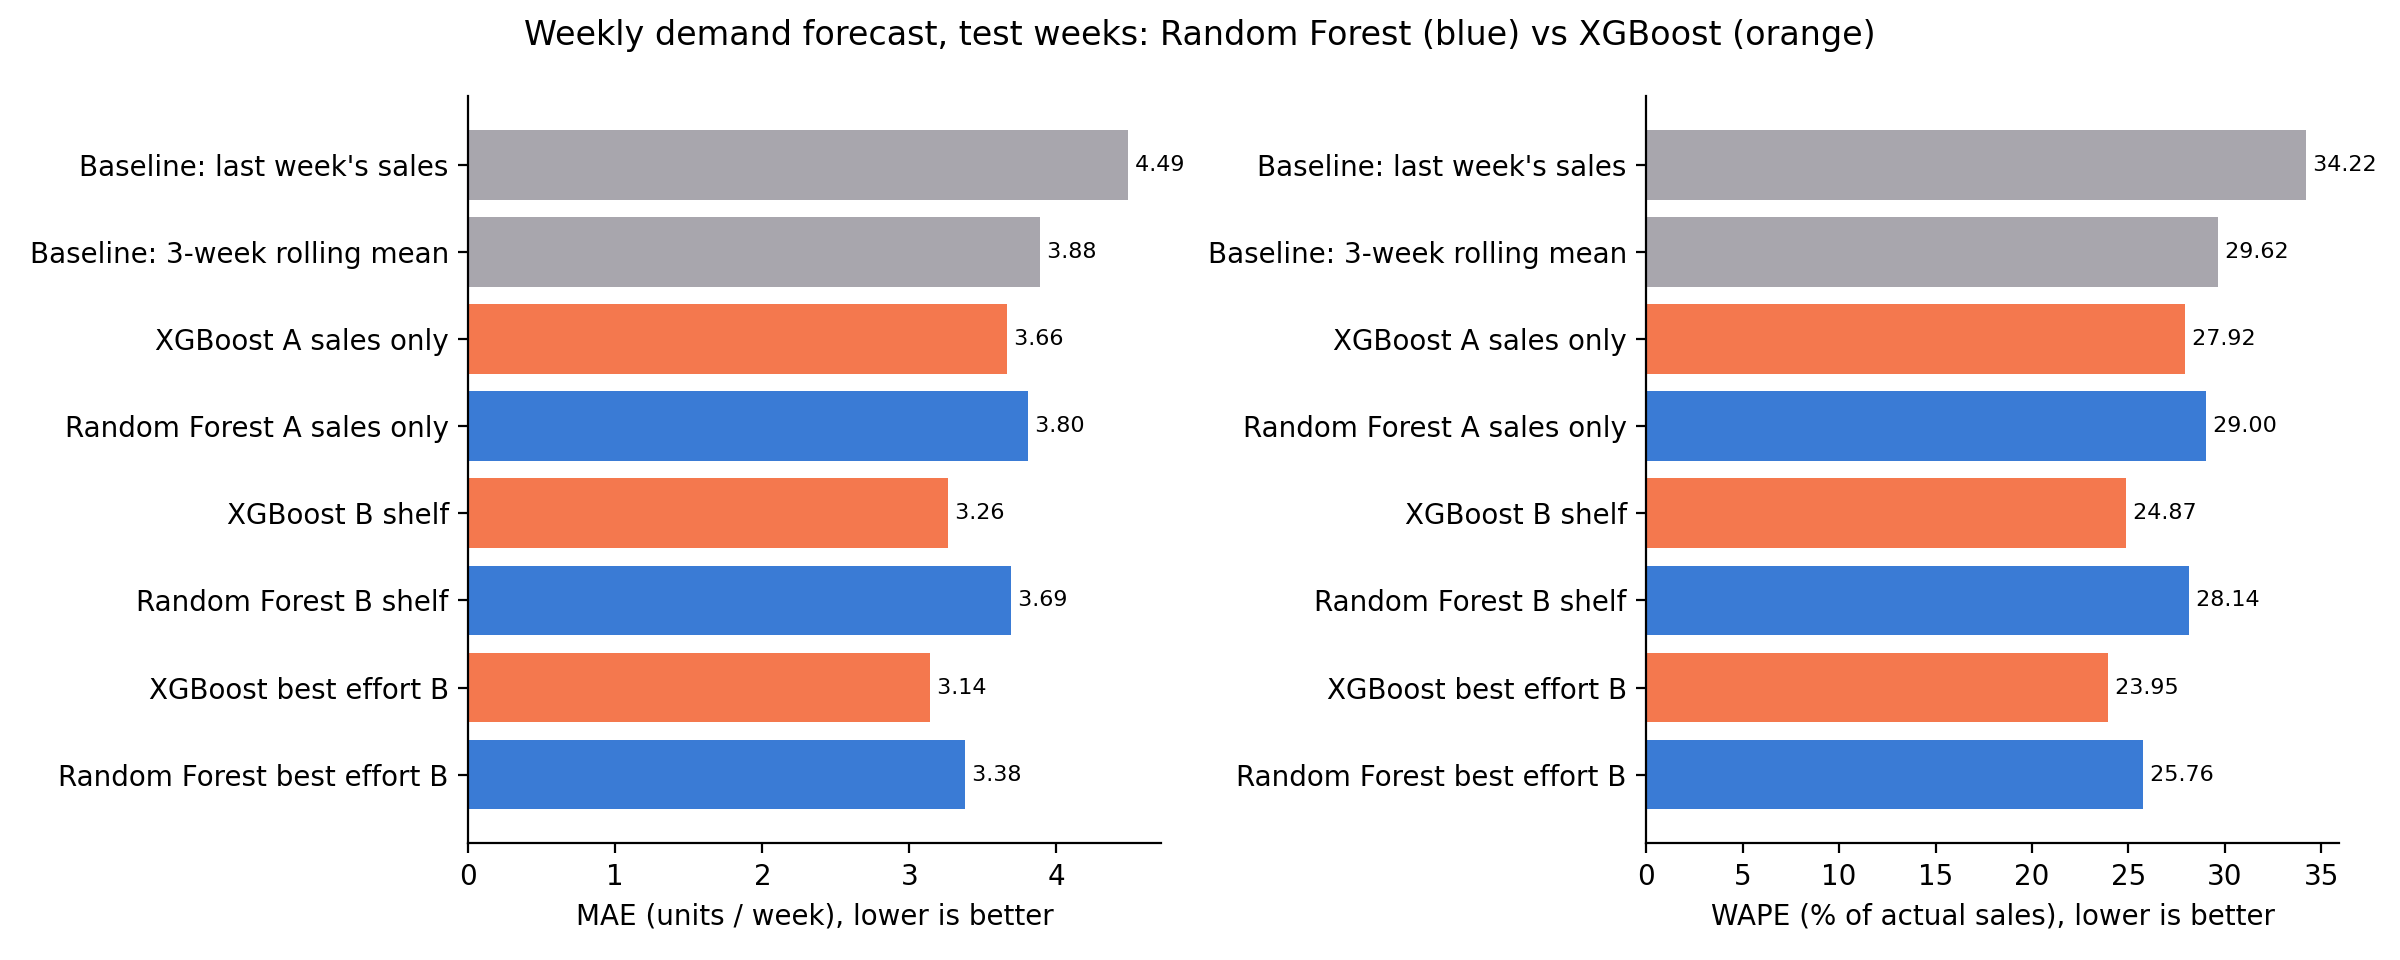 Weekly demand forecast, test weeks: Random Forest (blue) vs XGBoost (orange)
Baseline: last week's sales
4.49
Baseline: 3-week rolling mean
3.88
XGBoost A sales only
3.66
Random Forest A sales only
3.80
XGBoost B shelf
3.26
Random Forest B shelf
3.69
XGBoost best effort B
3.14
Random Forest best effort B
3.38
0 1 2 3 4
MAE (units / week), lower is better
Baseline: last week's sales
34.22
Baseline: 3-week rolling mean
29.62
XGBoost A sales only
27.92
Random Forest A sales only
29.00
XGBoost B shelf
24.87
Random Forest B shelf
28.14
XGBoost best effort B
23.95
Random Forest best effort B
25.76
0 5 10 15 20 25 30 35
WAPE (% of actual sales), lower is better